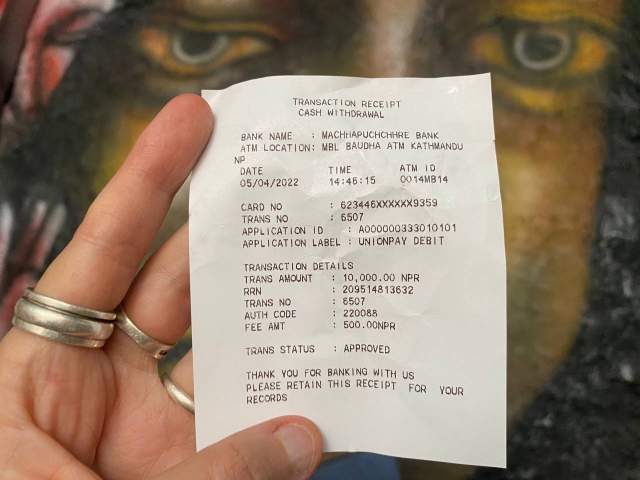 TRANSACTION RECEIPT
CASH WITHDRAWAL
BANK NAME : MACHHAPUCHCHHRE BANK
ATM LOCATION: MBL BAUDHA ATM KATHMANDU
NP
DATE TIME ATM ID
05/04/2022 14:46:15 0014MB14
CARD NO : 623446XXXXXX9359
TRANS NO : 6507
APPLICATION ID : A000000333010101
APPLICATION LABEL : UNIONPAY DEBIT
TRANSACTION DETAILS
TRANS AMOUNT : 10,000.00 NPR
RRN : 209514813632
TRANS NO : 6507
AUTH CODE : 220088
FEE AMT : 500.00NPR
TRANS STATUS : APPROVED
THANK YOU FOR BANKING WITH US
PLEASE RETAIN THIS RECEIPT FOR YOUR
RECORDS